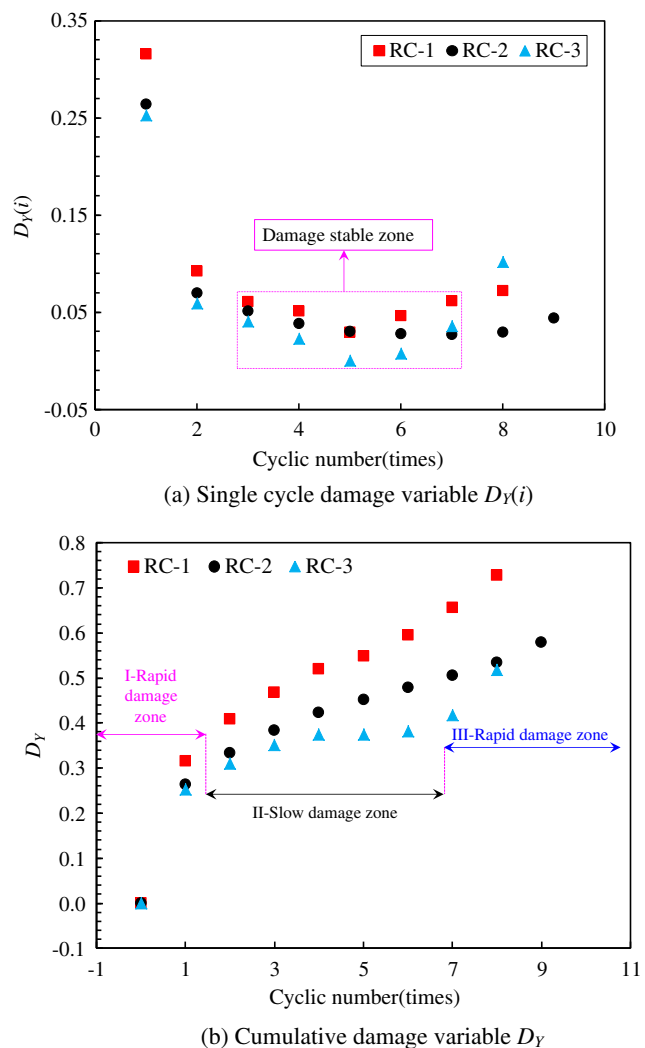 0.35
RC-1 RC-2 RC-3
0.25
D_Y(i)
0.15
Damage stable zone
0.05
-0.05
0 2 4 6 8 10
Cyclic number(times)
(a) Single cycle damage variable D_Y(i)
0.8
RC-1 RC-2 RC-3
0.7
0.6
I-Rapid
damage
zone
0.5
0.4
D_Y
III-Rapid damage zone
0.3
II-Slow damage zone
0.2
0.1
0.0
-0.1
-1 1 3 5 7 9 11
Cyclic number(times)
(b) Cumulative damage variable D_Y